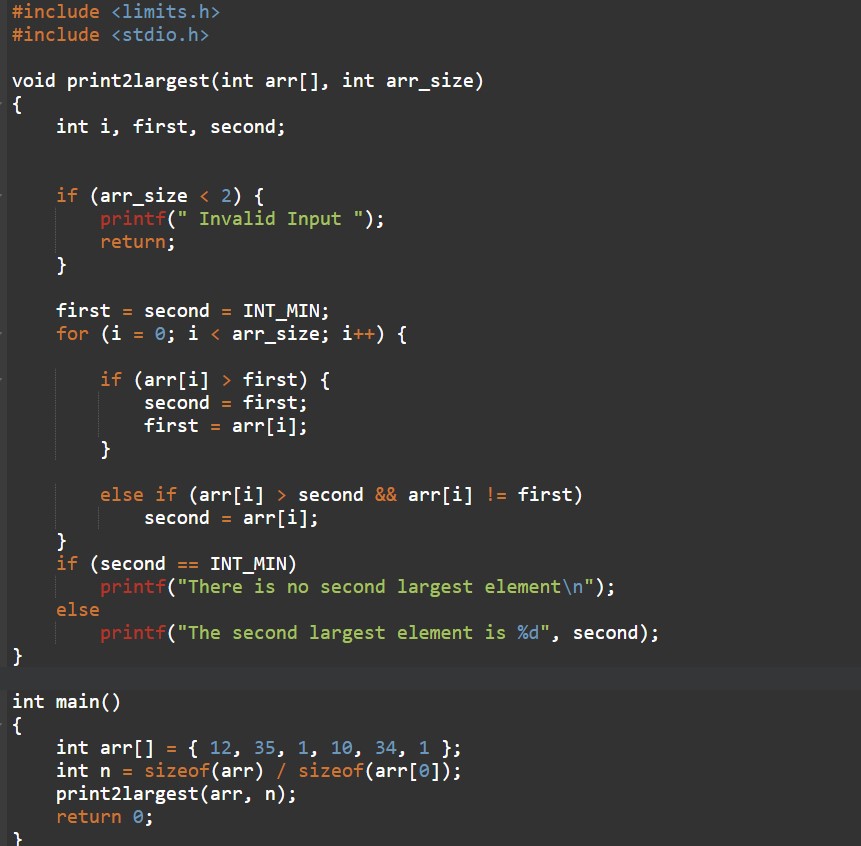 #include <limits.h>
#include <stdio.h>
void print2largest(int arr[], int arr_size)
{
    int i, first, second;
    if (arr_size < 2) {
        printf(" Invalid Input ");
        return;
    }
    first = second = INT_MIN;
    for (i = 0; i < arr_size; i++) {
        if (arr[i] > first) {
            second = first;
            first = arr[i];
        }
        else if (arr[i] > second && arr[i] != first)
            second = arr[i];
    }
    if (second == INT_MIN)
        printf("There is no second largest element\n");
    else
        printf("The second largest element is %d", second);
}
int main()
{
    int arr[] = { 12, 35, 1, 10, 34, 1 };
    int n = sizeof(arr) / sizeof(arr[0]);
    print2largest(arr, n);
    return 0;
}